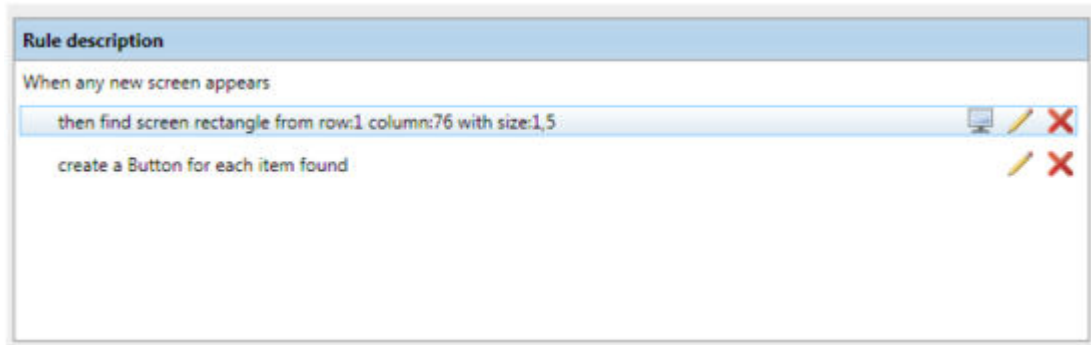 Rule description
When any new screen appears
then find screen rectangle from row:1 column:76 with size:1,5
create a Button for each item found